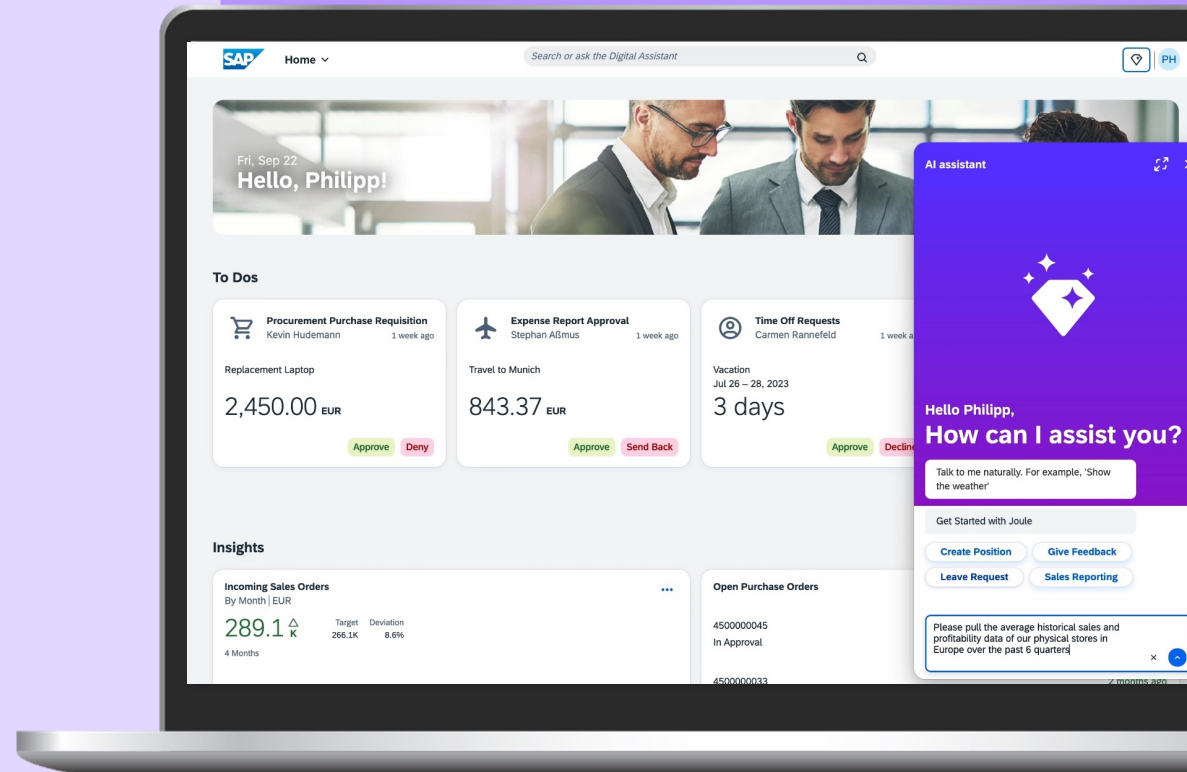 SAP
Home
Search or ask the Digital Assistant
PH
Fri, Sep 22
Hello, Philipp!
To Dos
Procurement Purchase Requisition
Kevin Hudemann 1 week ago
Replacement Laptop
2,450.00 EUR
Approve Deny
Expense Report Approval
Stephan Aßmus 1 week ago
Travel to Munich
843.37 EUR
Approve Send Back
Time Off Requests
Carmen Rannefeld 1 week a
Vacation
Jul 26 – 28, 2023
3 days
Approve Decline
Insights
Incoming Sales Orders
By Month | EUR
289.1 K
Target Deviation
266.1K 8.6%
4 Months
Open Purchase Orders
4500000045
In Approval
4500000033
2 months ago
AI assistant
Hello Philipp,
How can I assist you?
Talk to me naturally. For example, 'Show
the weather'
Get Started with Joule
Create Position Give Feedback
Leave Request Sales Reporting
Please pull the average historical sales and
profitability data of our physical stores in
Europe over the past 6 quarters